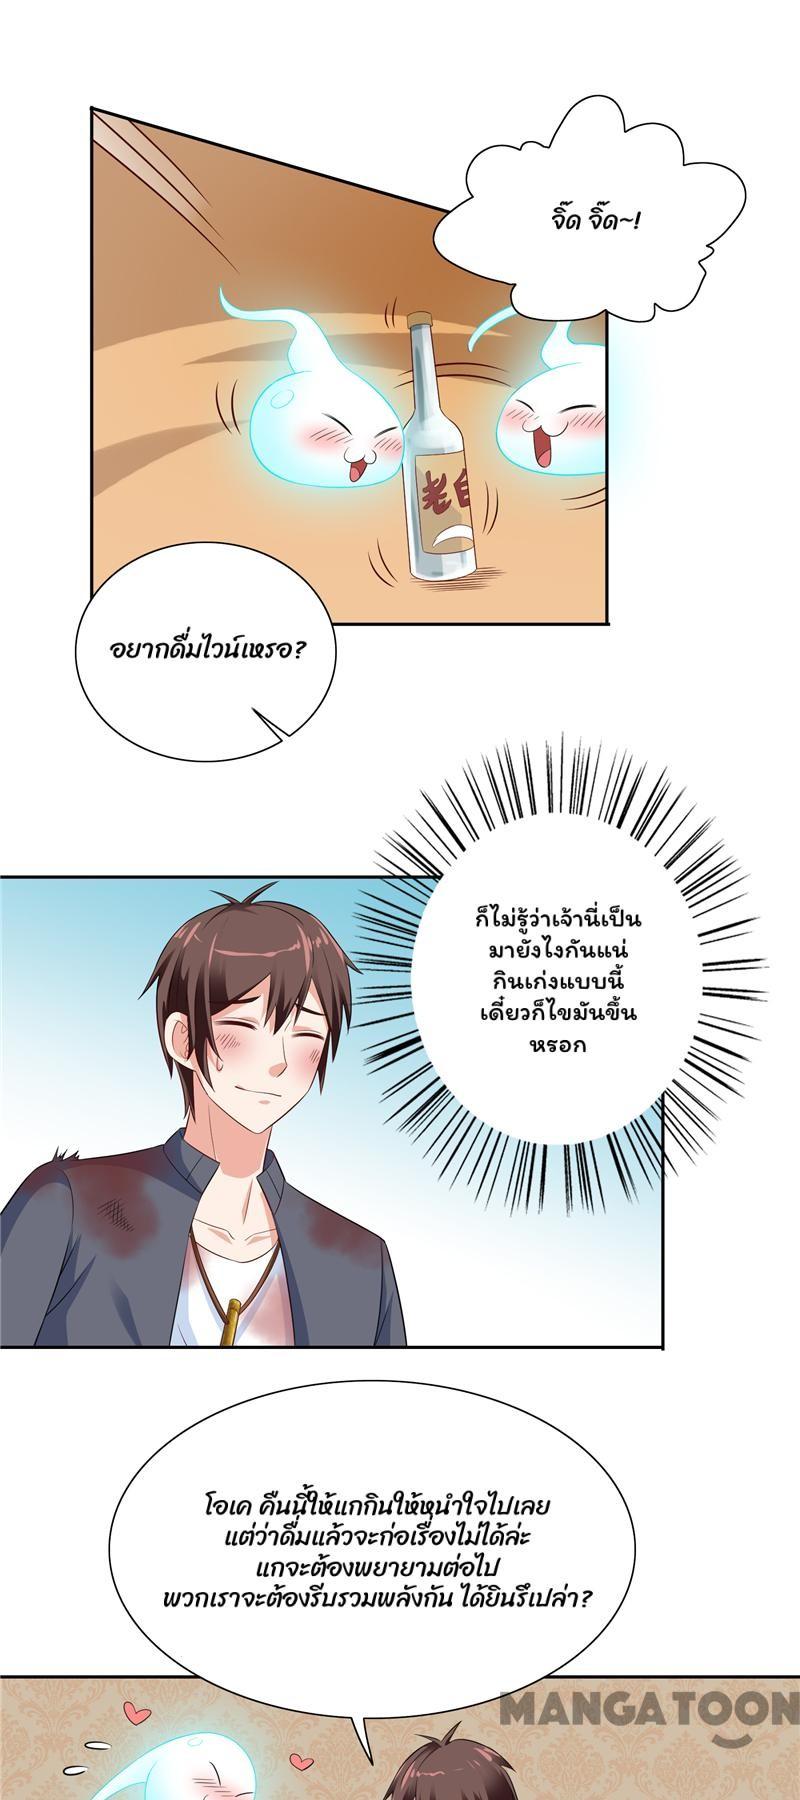 จี๊ด จี๊ด~!
老白
อยากดื่มไวน์เหรอ?
ก็ไม่รู้ว่าเจ้านี่เป็น
มายังไงกันแน่
กินเก่งแบบนี้
เดี๋ยวก็ไขมันขึ้น
หรอก
โอเค คืนนี้ให้แกกินให้หนำใจไปเลย
แต่ว่าดื่มแล้วจะก่อเรื่องไม่ได้ล่ะ
แกจะต้องพยายามต่อไป
พวกเราจะต้องรีบรวมพลังกัน ได้ยินรึเปล่า?
MANGATOON